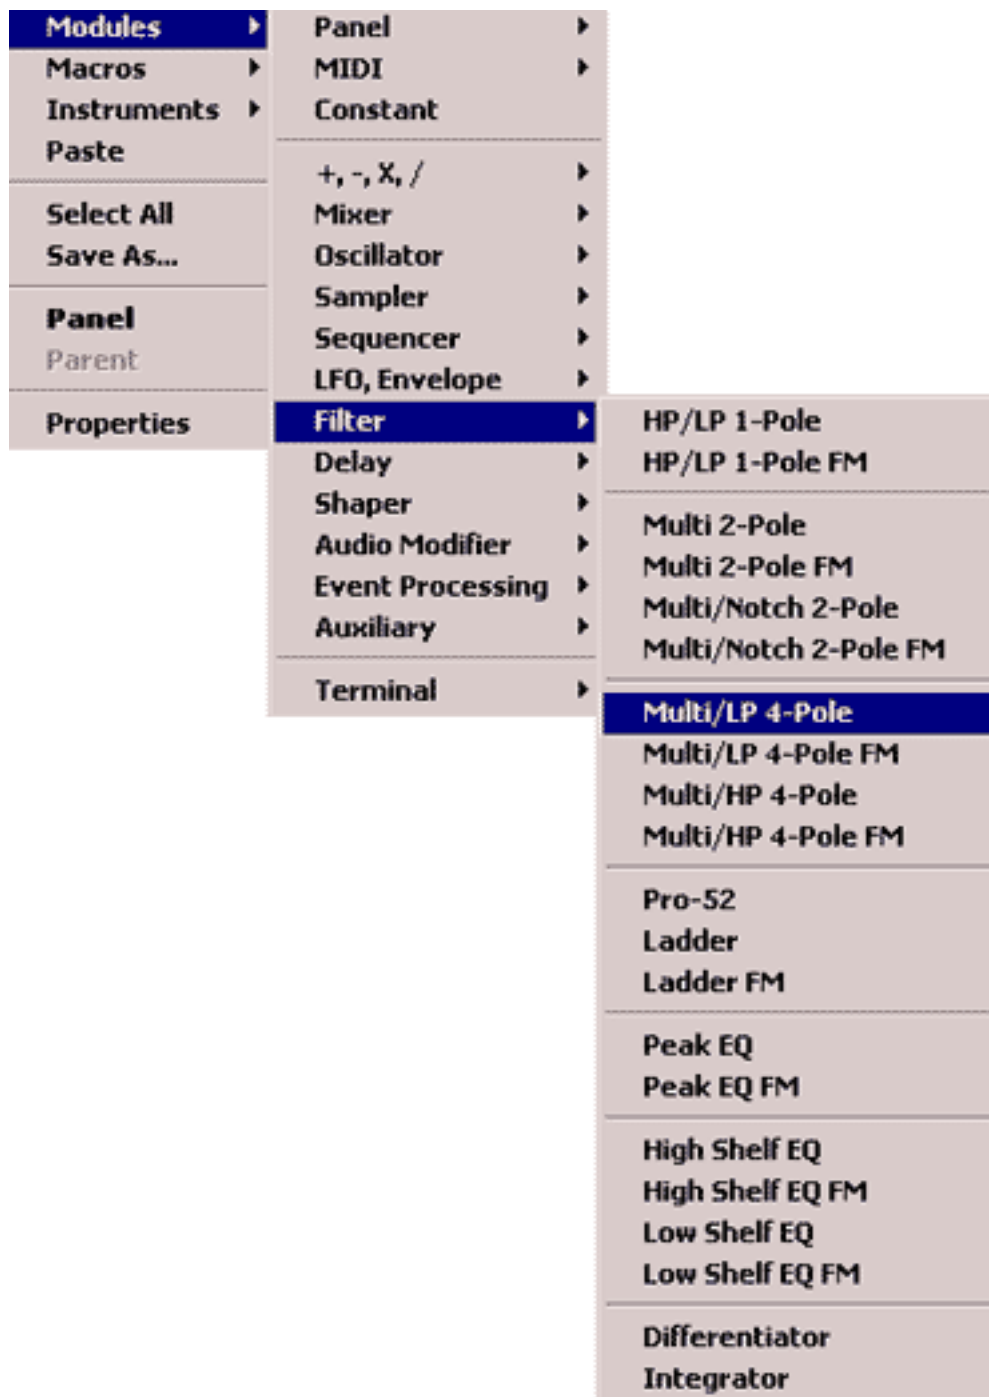 Modules
Macros
Instruments
Paste
Select All
Save As...
Panel
Parent
Properties
Panel
MIDI
Constant
+, -, X, /
Mixer
Oscillator
Sampler
Sequencer
LFO, Envelope
Filter
Delay
Shaper
Audio Modifier
Event Processing
Auxiliary
Terminal
HP/LP 1-Pole
HP/LP 1-Pole FM
Multi 2-Pole
Multi 2-Pole FM
Multi/Notch 2-Pole
Multi/Notch 2-Pole FM
Multi/LP 4-Pole
Multi/LP 4-Pole FM
Multi/HP 4-Pole
Multi/HP 4-Pole FM
Pro-52
Ladder
Ladder FM
Peak EQ
Peak EQ FM
High Shelf EQ
High Shelf EQ FM
Low Shelf EQ
Low Shelf EQ FM
Differentiator
Integrator